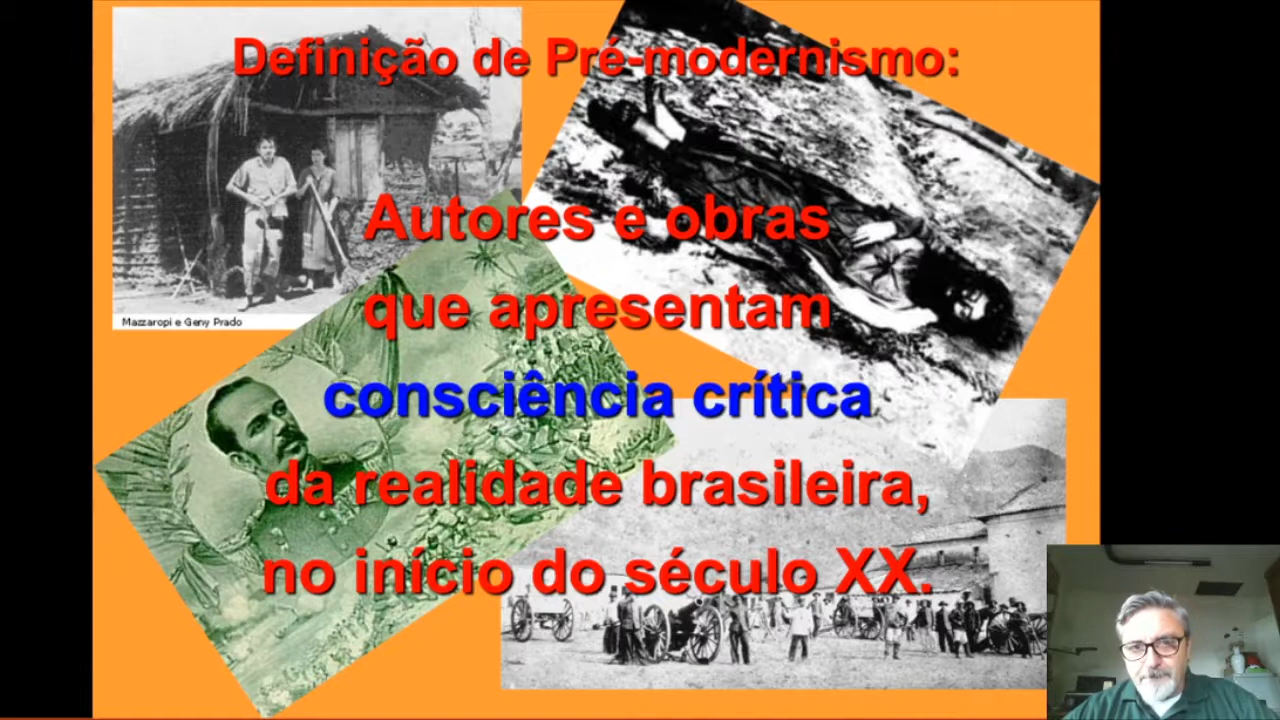 Definição de Pré-modernismo:
Autores e obras
que apresentam
consciência crítica
da realidade brasileira,
no início do século XX.
Mazzaropi e Geny Prado